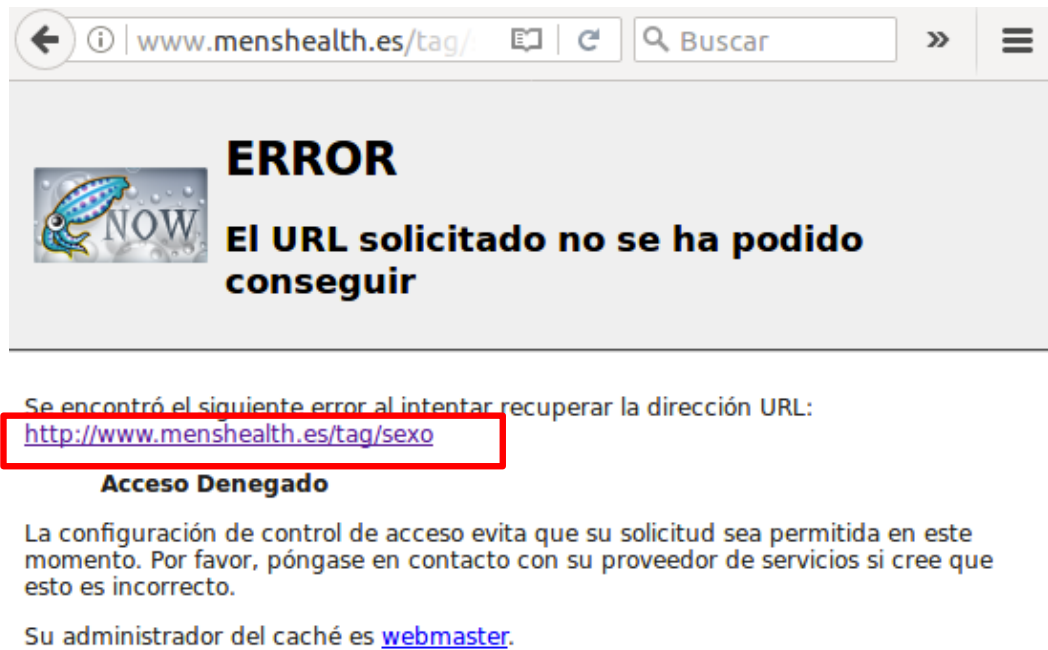 www.menshealth.es/tag/
Buscar
»
ERROR
NOW
El URL solicitado no se ha podido
conseguir
Se encontró el siguiente error al intentar recuperar la dirección URL:
http://www.menshealth.es/tag/sexo
Acceso Denegado
La configuración de control de acceso evita que su solicitud sea permitida en este
momento. Por favor, póngase en contacto con su proveedor de servicios si cree que
esto es incorrecto.
Su administrador del caché es webmaster.